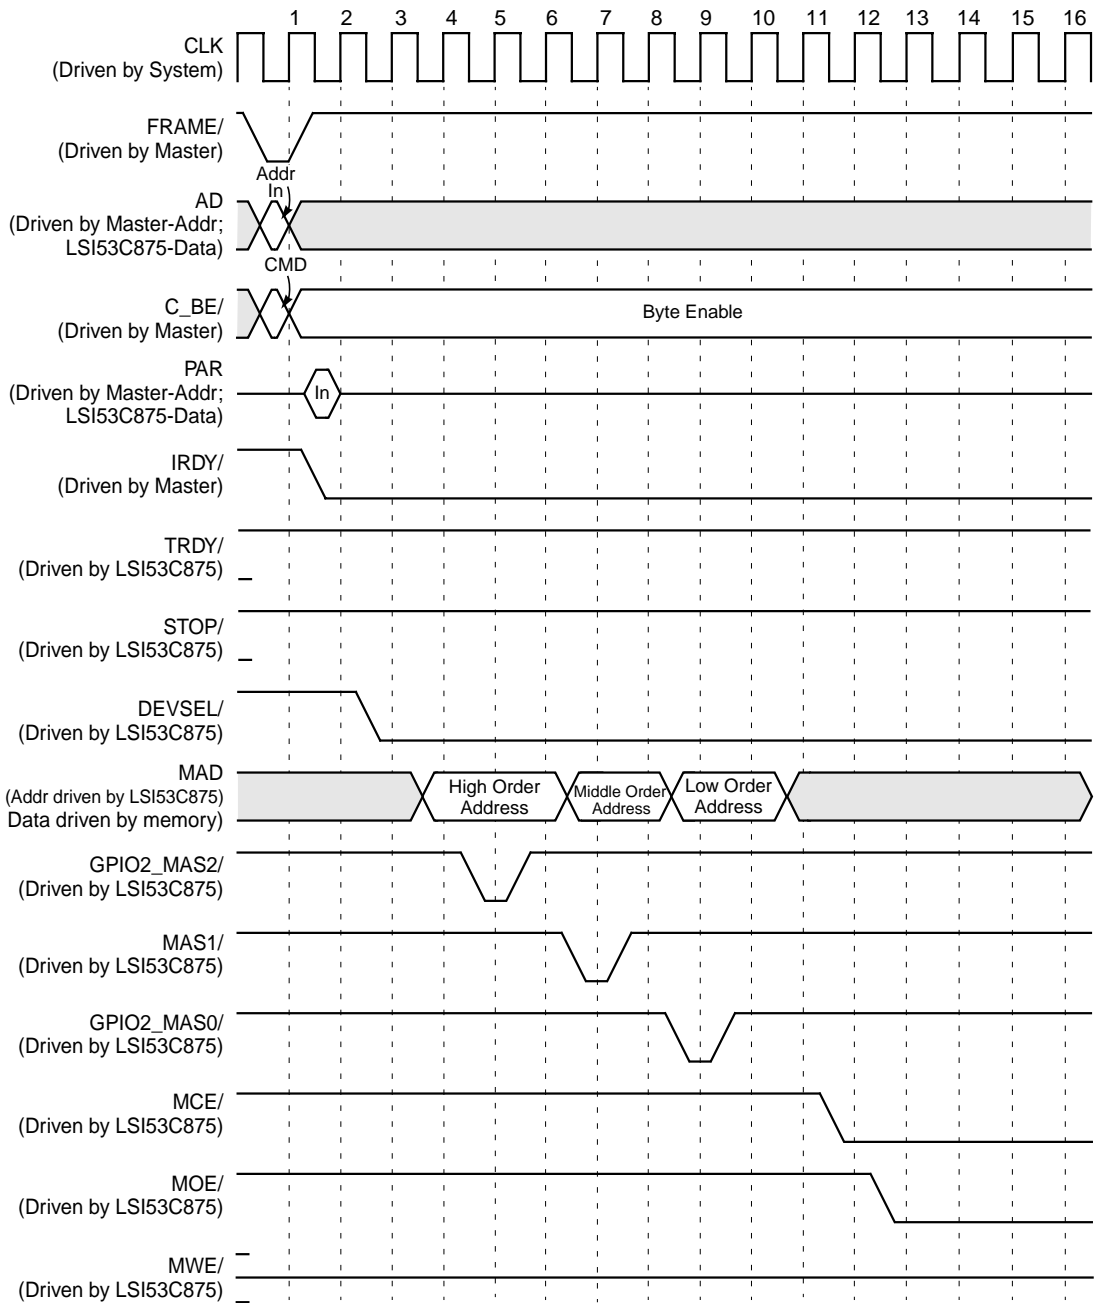 1 2 3 4 5 6 7 8 9 10 11 12 13 14 15 16
CLK
(Driven by System)
FRAME/
(Driven by Master)
Addr
In
AD
(Driven by Master-Addr;
LSI53C875-Data)
CMD
C_BE/
(Driven by Master)
Byte Enable
PAR
(Driven by Master-Addr;
LSI53C875-Data)
In
IRDY/
(Driven by Master)
TRDY/
(Driven by LSI53C875)
STOP/
(Driven by LSI53C875)
DEVSEL/
(Driven by LSI53C875)
MAD
(Addr driven by LSI53C875)
Data driven by memory)
High Order
Address
Middle Order
Address
Low Order
Address
GPIO2_MAS2/
(Driven by LSI53C875)
MAS1/
(Driven by LSI53C875)
GPIO2_MAS0/
(Driven by LSI53C875)
MCE/
(Driven by LSI53C875)
MOE/
(Driven by LSI53C875)
MWE/
(Driven by LSI53C875)